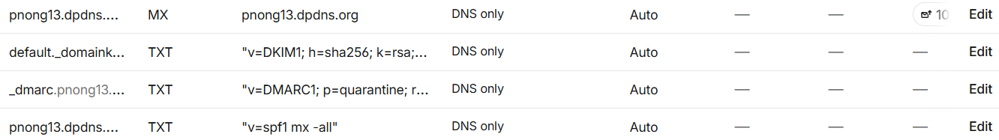 pnong13.dpdns.... MX pnong13.dpdns.org DNS only Auto — — 10 Edit
default._domaink... TXT "v=DKIM1; h=sha256; k=rsa;... DNS only Auto — — — Edit
_dmarc.pnong13.... TXT "v=DMARC1; p=quarantine; r... DNS only Auto — — — Edit
pnong13.dpdns.... TXT "v=spf1 mx -all" DNS only Auto — — — Edit